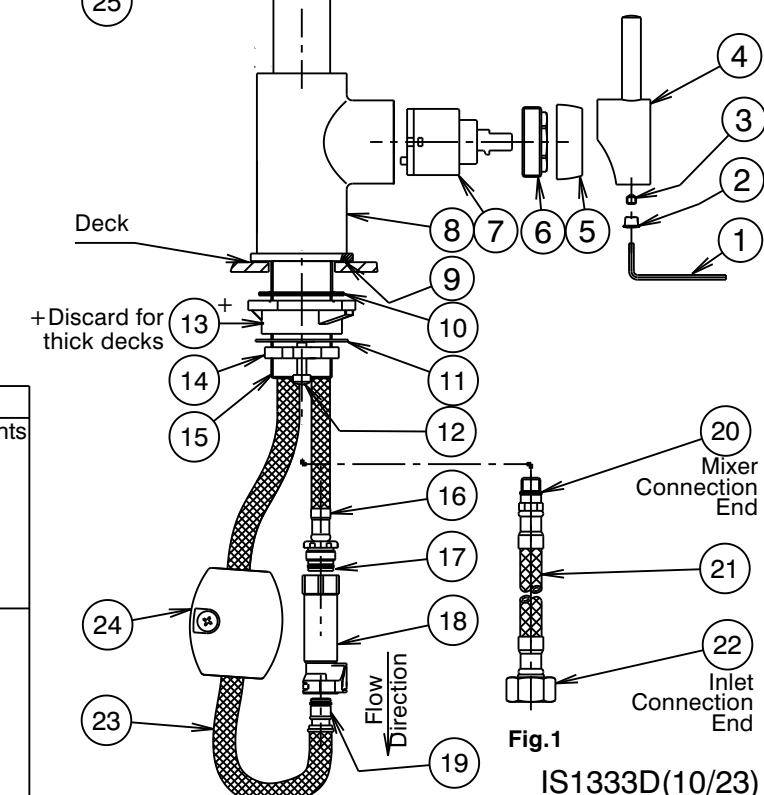 25
4
3
2
1
Deck
8
7
6
5
9
+
+Discard for
thick decks
13
10
14
11
15
12
20
Mixer
Connection
End
16
17
21
24
18
22
Inlet
Connection
End
23
Flow
Direction
19
Fig.1
IS1333D(10/23)